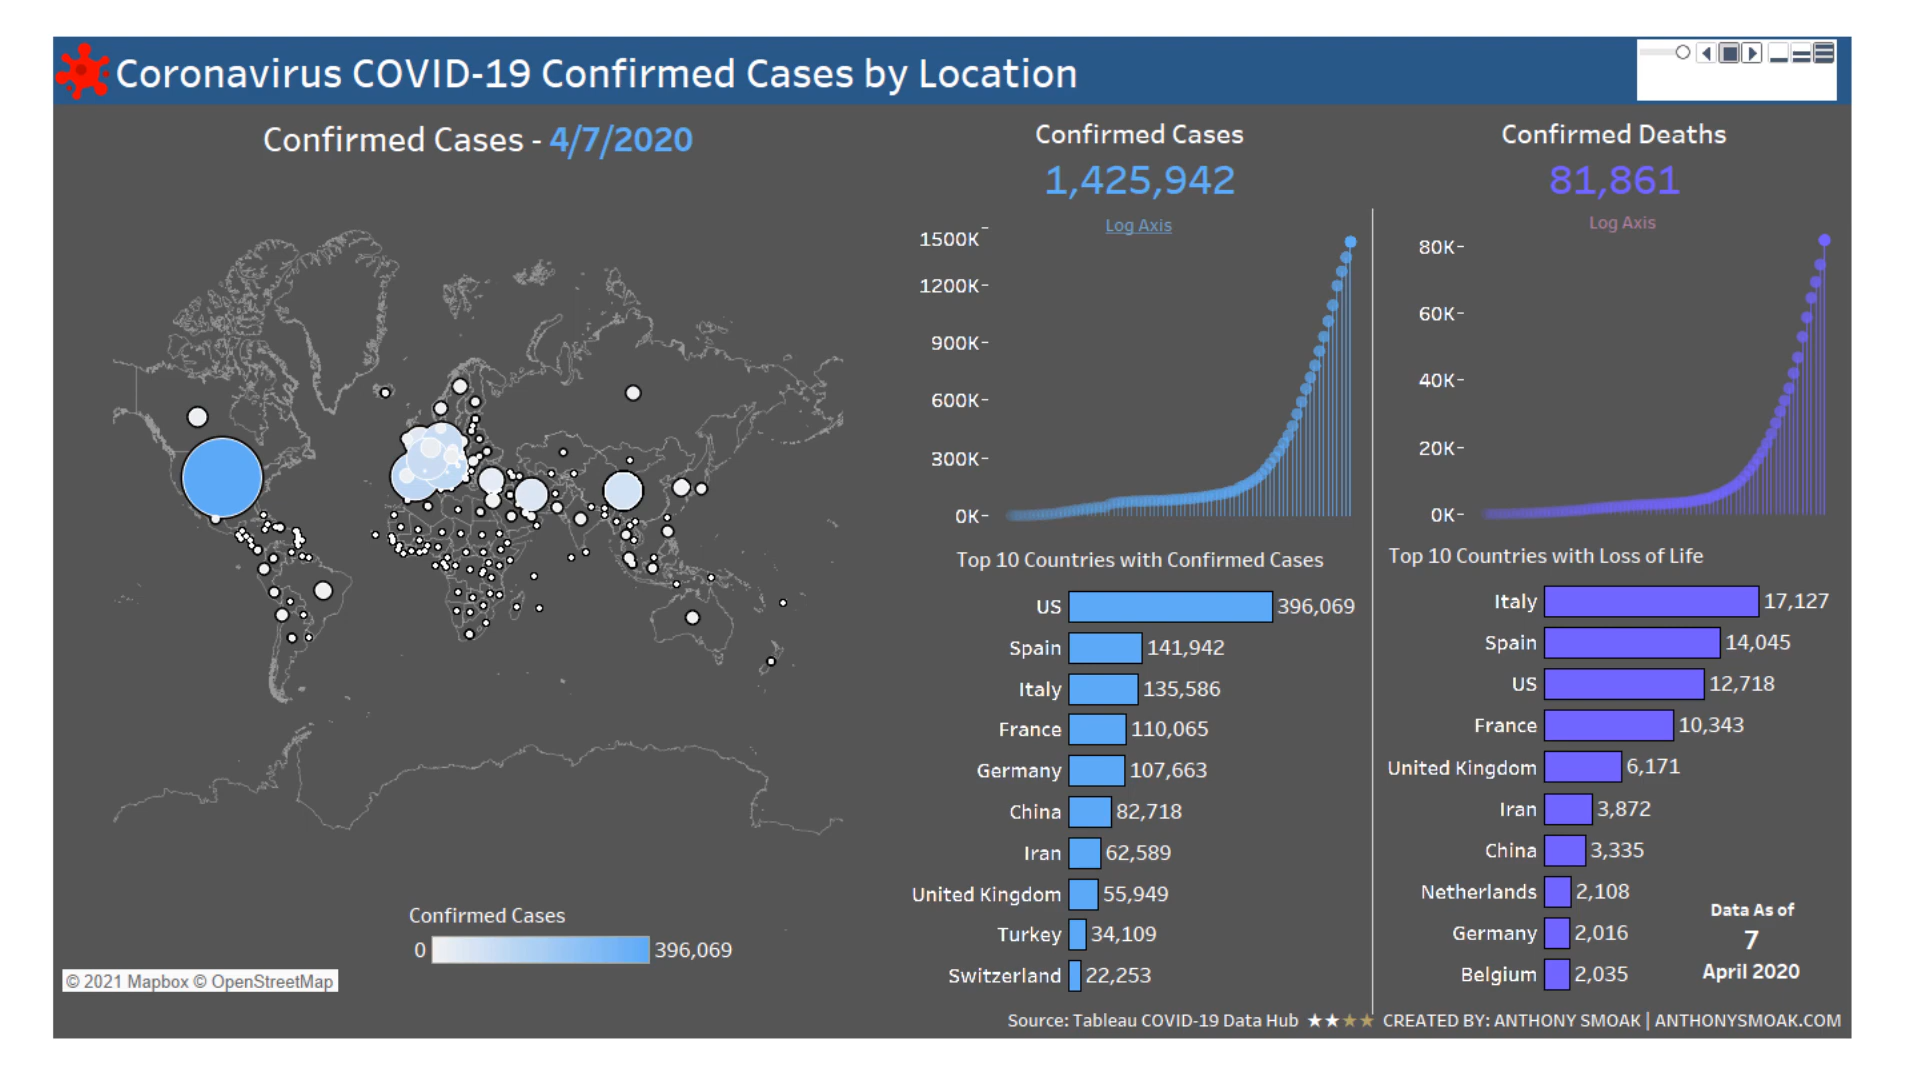 Coronavirus COVID-19 Confirmed Cases by Location
Confirmed Cases - 4/7/2020
Confirmed Cases
0
396,069
© 2021 Mapbox © OpenStreetMap
Confirmed Cases
1,425,942
Log Axis
1500K
1200K
900K
600K
300K
0K
Top 10 Countries with Confirmed Cases
US 396,069
Spain 141,942
Italy 135,586
France 110,065
Germany 107,663
China 82,718
Iran 62,589
United Kingdom 55,949
Turkey 34,109
Switzerland 22,253
Confirmed Deaths
81,861
Log Axis
80K
60K
40K
20K
0K
Top 10 Countries with Loss of Life
Italy 17,127
Spain 14,045
US 12,718
France 10,343
United Kingdom 6,171
Iran 3,872
China 3,335
Netherlands 2,108
Germany 2,016
Belgium 2,035
Data As of
7
April 2020
Source: Tableau COVID-19 Data Hub ★★★★ CREATED BY: ANTHONY SMOAK | ANTHONYSMOAK.COM